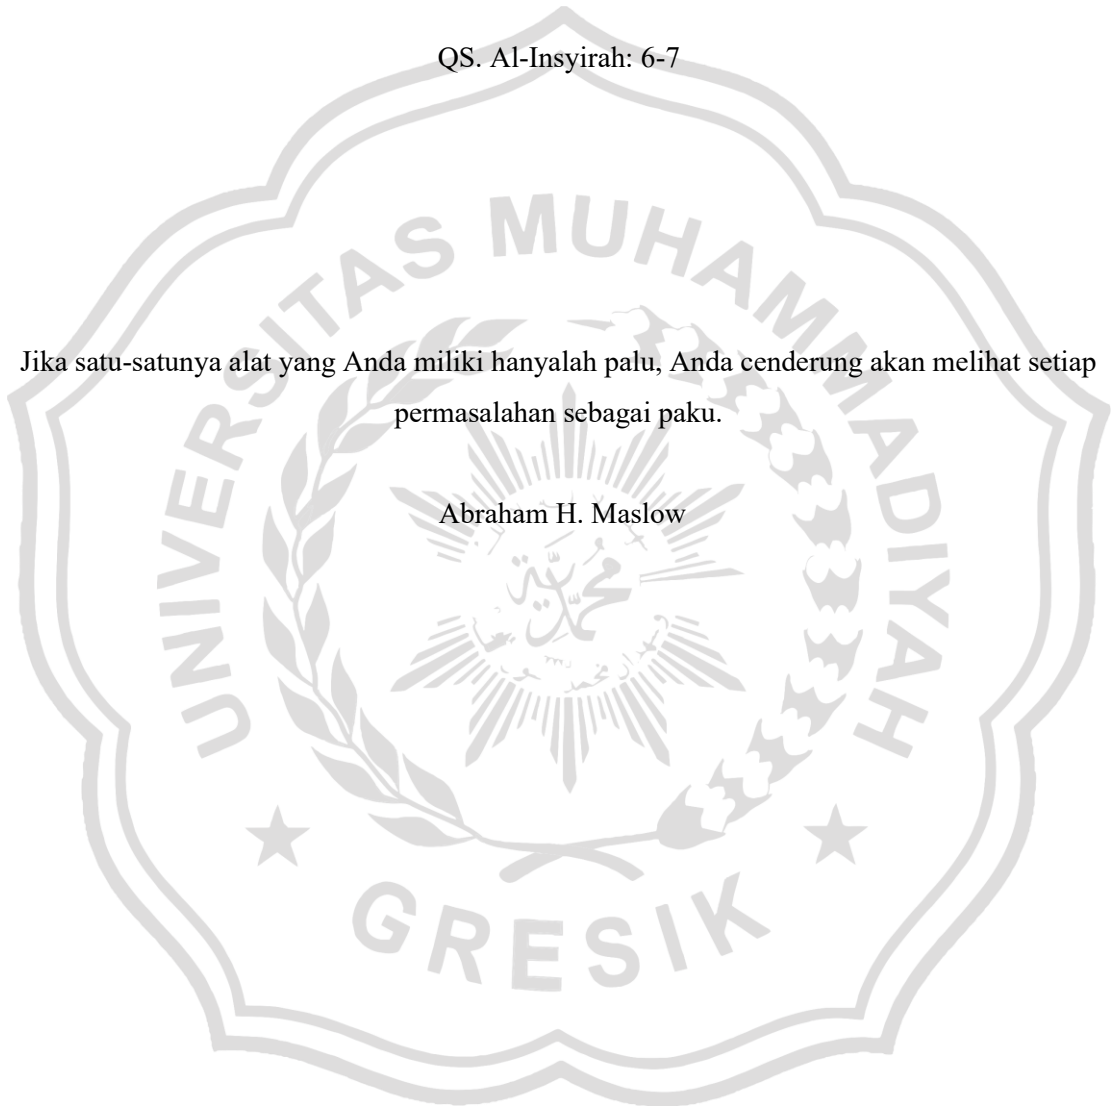 QS. Al-Insyirah: 6-7
UNIVERSITAS MUHAMMADIYAH
Jika satu-satunya alat yang Anda miliki hanyalah palu, Anda cenderung akan melihat setiap
permasalahan sebagai paku.
Abraham H. Maslow
محمدية
GRESIK